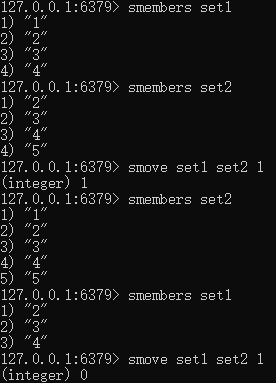 127.0.0.1:6379> smembers set1
1) "1"
2) "2"
3) "3"
4) "4"
127.0.0.1:6379> smembers set2
1) "2"
2) "3"
3) "4"
4) "5"
127.0.0.1:6379> smove set1 set2 1
(integer) 1
127.0.0.1:6379> smembers set2
1) "1"
2) "2"
3) "3"
4) "4"
5) "5"
127.0.0.1:6379> smembers set1
1) "2"
2) "3"
3) "4"
127.0.0.1:6379> smove set1 set2 1
(integer) 0